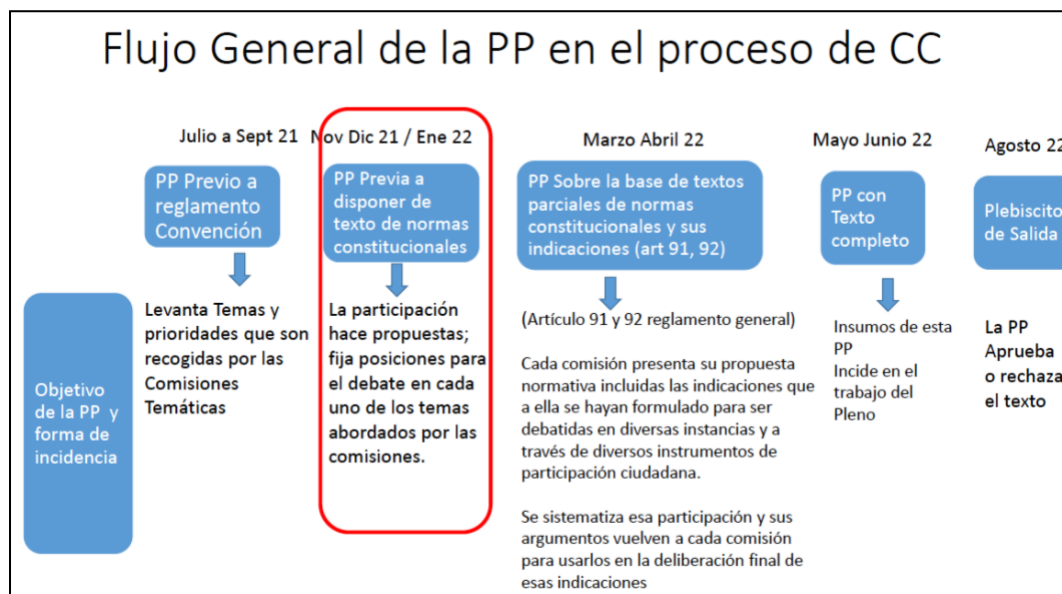 Flujo General de la PP en el proceso de CC
Julio a Sept 21
Nov Dic 21 / Ene 22
Marzo Abril 22
Mayo Junio 22
Agosto 22
PP Previo a
reglamento
Convención
PP Previa a
disponer de
texto de normas
constitucionales
PP Sobre la base de textos
parciales de normas
constitucionales y sus
indicaciones (art 91, 92)
PP con
Texto
completo
Plebiscito
de Salida
Objetivo
de la PP y
forma de
incidencia
Levanta Temas y
prioridades que son
recogidas por las
Comisiones
Temáticas
La participación
hace propuestas;
fija posiciones para
el debate en cada
uno de los temas
abordados por las
comisiones.
(Artículo 91 y 92 reglamento general)
Cada comisión presenta su propuesta
normativa incluidas las indicaciones que
a ella se hayan formulado para ser
debatidas en diversas instancias y a
través de diversos instrumentos de
participación ciudadana.
Se sistematiza esa participación y sus
argumentos vuelven a cada comisión
para usarlos en la deliberación final de
esas indicaciones
Insumos de esta
PP
Incide en el
trabajo del
Pleno
La PP
Aprueba
o rechaza
el texto